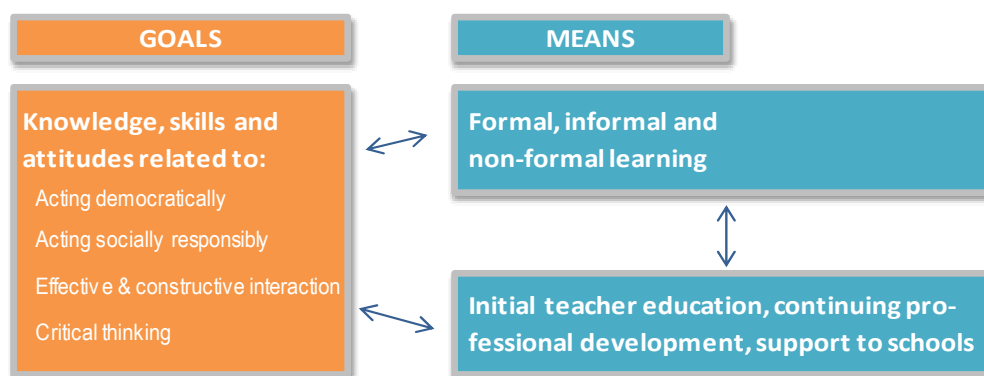 GOALS
MEANS
Knowledge, skills and
attitudes related to:
Acting democratically
Acting socially responsibly
Effective & constructive interaction
Critical thinking
Formal, informal and
non-formal learning
Initial teacher education, continuing pro-
fessional development, support to schools